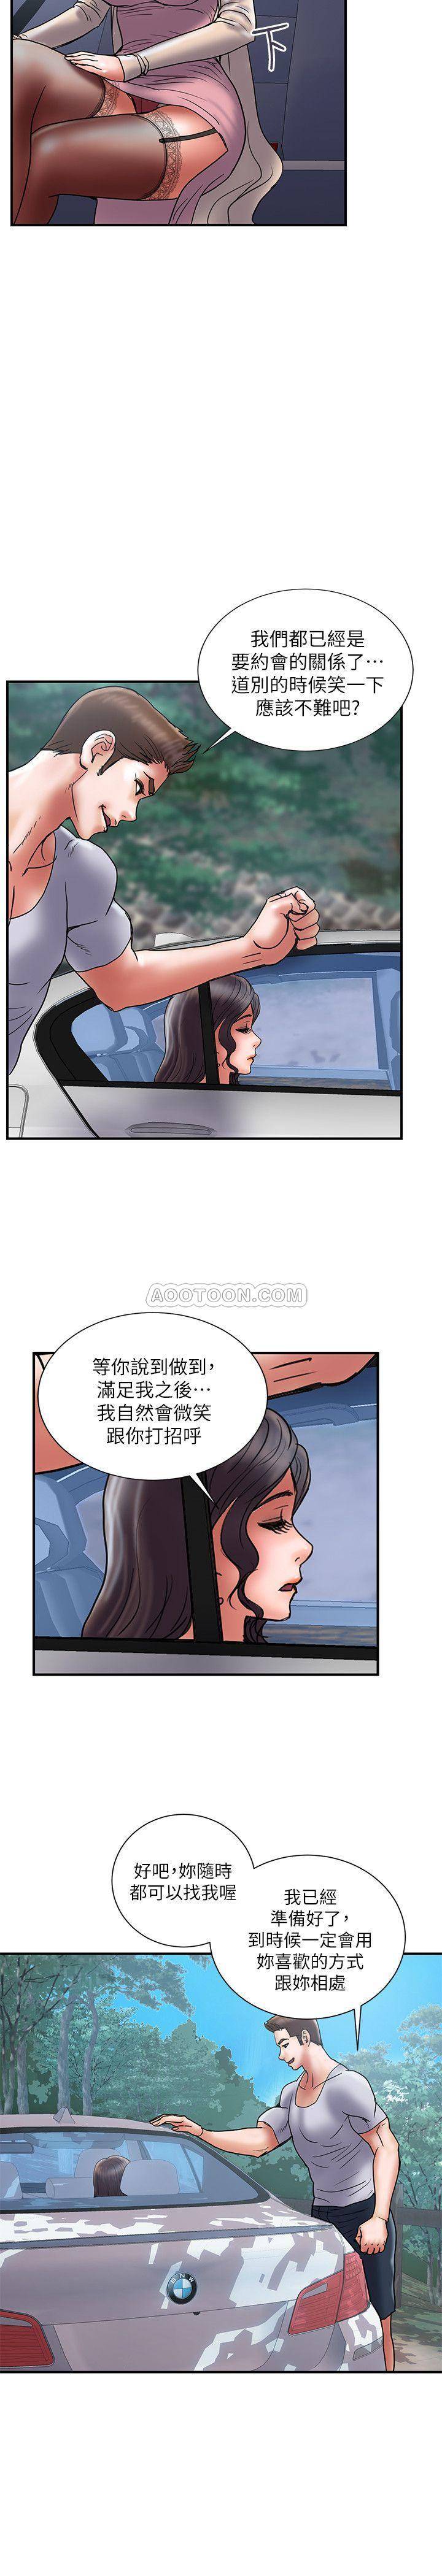 下
我們都已經是
要約會的關係了⋯
道別的時候笑一下
應該不難吧?
AOOTOON.COM
等你說到做到,
滿足我之後⋯
我自然會微笑
跟你打招呼
好吧,妳隨時
都可以找我喔
我已經
準備好了,
到時候一定會用
妳喜歡的方式
跟妳相處